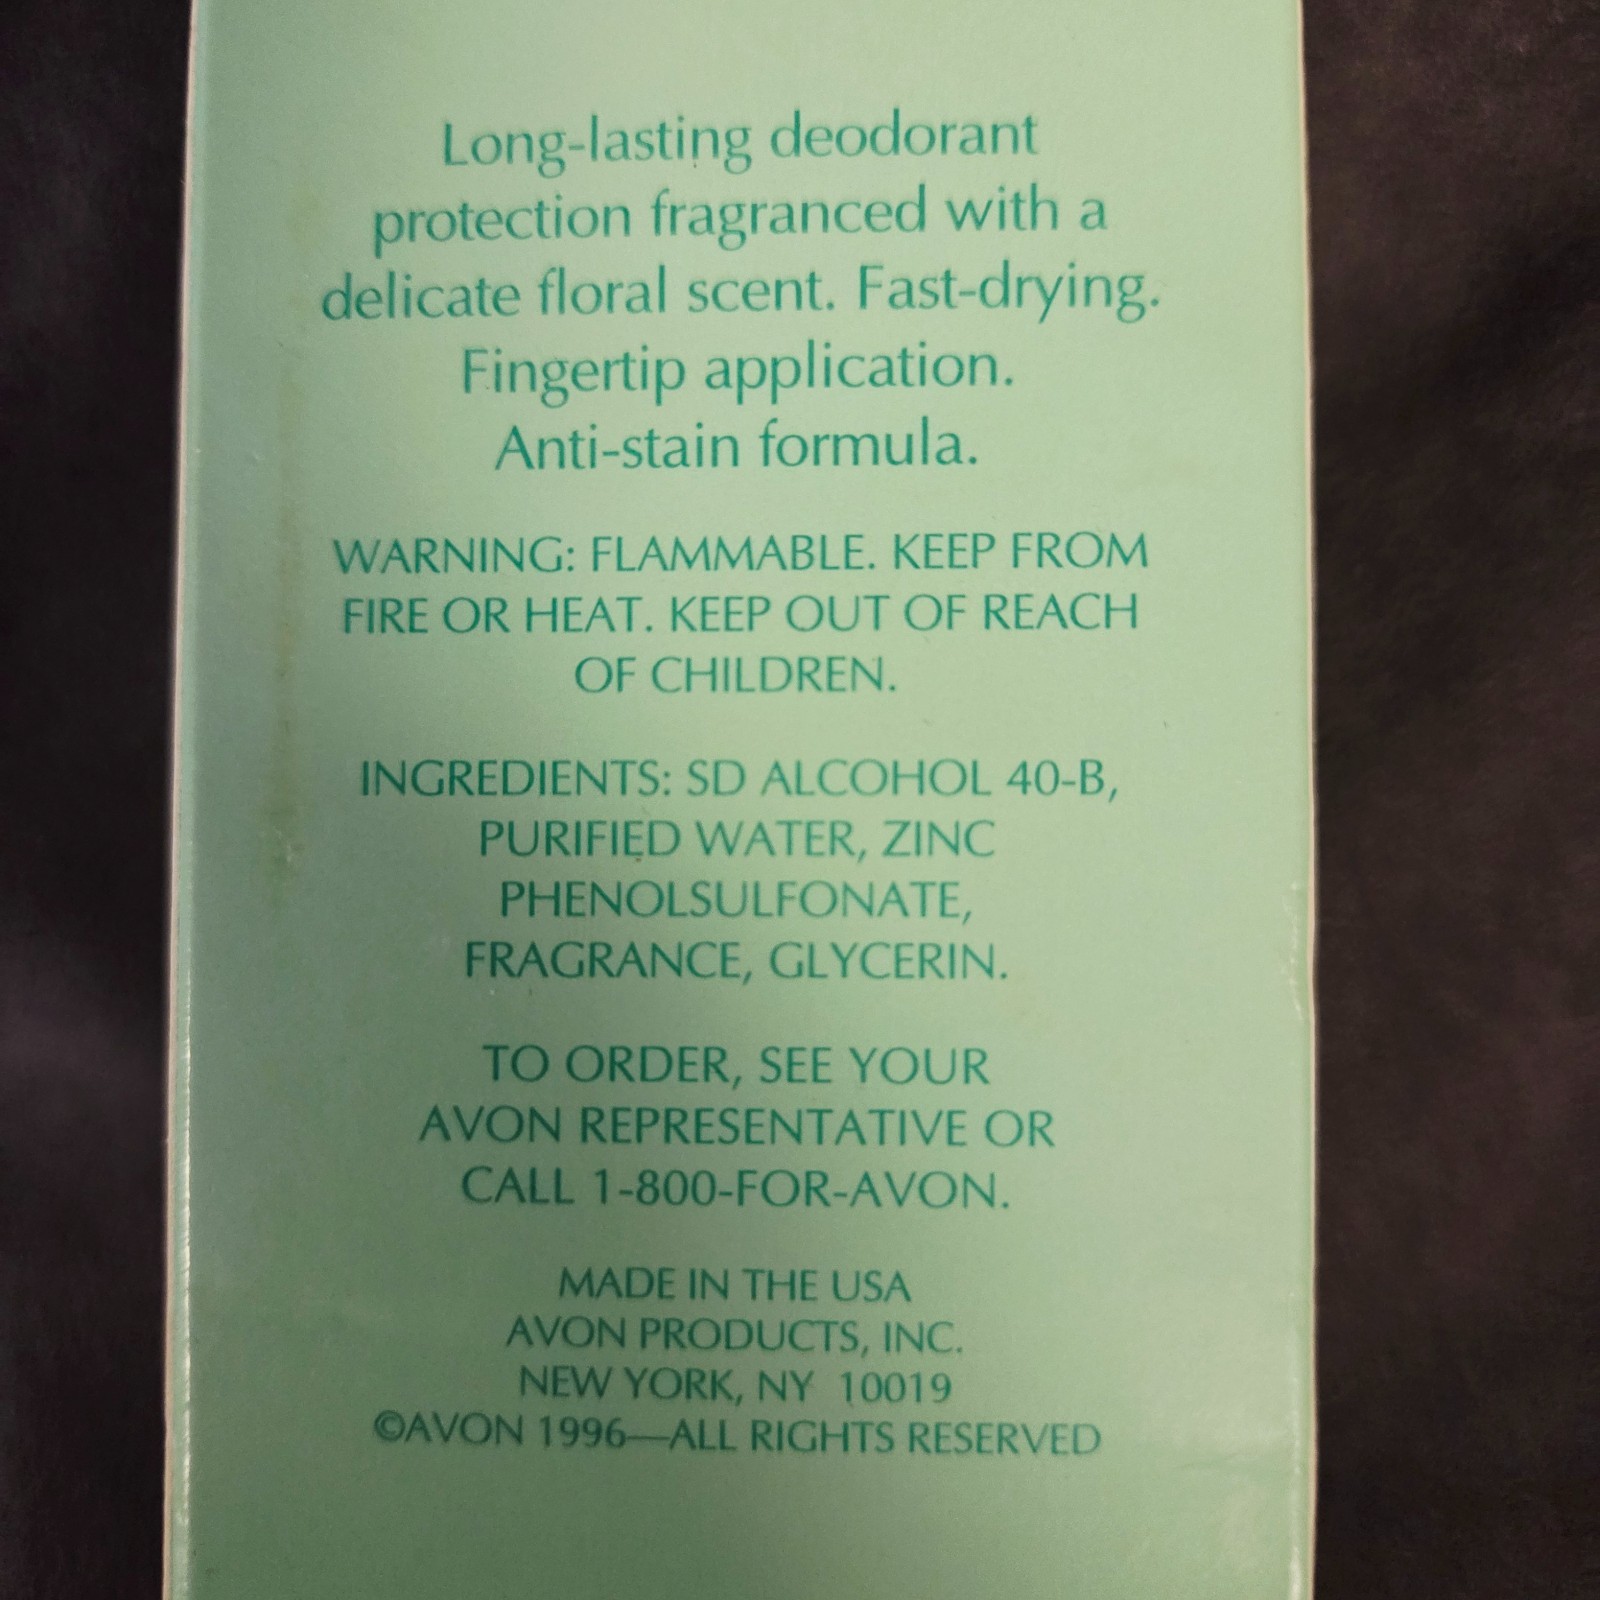 Long-lasting deodorant
protection fragranced with a
delicate floral scent. Fast-drying.
Fingertip application.
Anti-stain formula.
WARNING: FLAMMABLE. KEEP FROM
FIRE OR HEAT. KEEP OUT OF REACH
OF CHILDREN.
INGREDIENTS: SD ALCOHOL 40-B,
PURIFIED WATER, ZINC
PHENOLSULFONATE,
FRAGRANCE, GLYCERIN.
TO ORDER, SEE YOUR
AVON REPRESENTATIVE OR
CALL 1-800-FOR-AVON.
MADE IN THE USA
AVON PRODUCTS, INC.
NEW YORK, NY 10019
©AVON 1996—ALL RIGHTS RESERVED